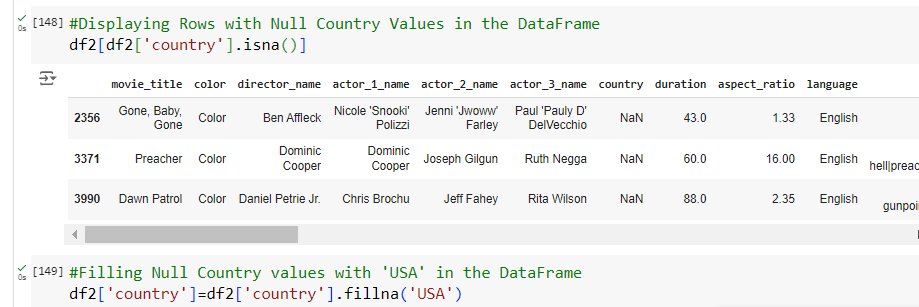 [148] #Displaying Rows with Null Country Values in the DataFrame
0s df2[df2['country'].isna()]
movie_title color director_name actor_1_name actor_2_name actor_3_name country duration aspect_ratio language
2356 Gone, Baby, Gone Color Ben Affleck Nicole 'Snooki' Polizzi Jenni 'Jwoww' Farley Paul 'Pauly D' DelVecchio NaN 43.0 1.33 English
3371 Preacher Color Dominic Cooper Dominic Cooper Joseph Gilgun Ruth Negga NaN 60.0 16.00 English hell|preac
3990 Dawn Patrol Color Daniel Petrie Jr. Chris Brochu Jeff Fahey Rita Wilson NaN 88.0 2.35 English gunpoi
[149] #Filling Null Country values with 'USA' in the DataFrame
0s df2['country']=df2['country'].fillna('USA')